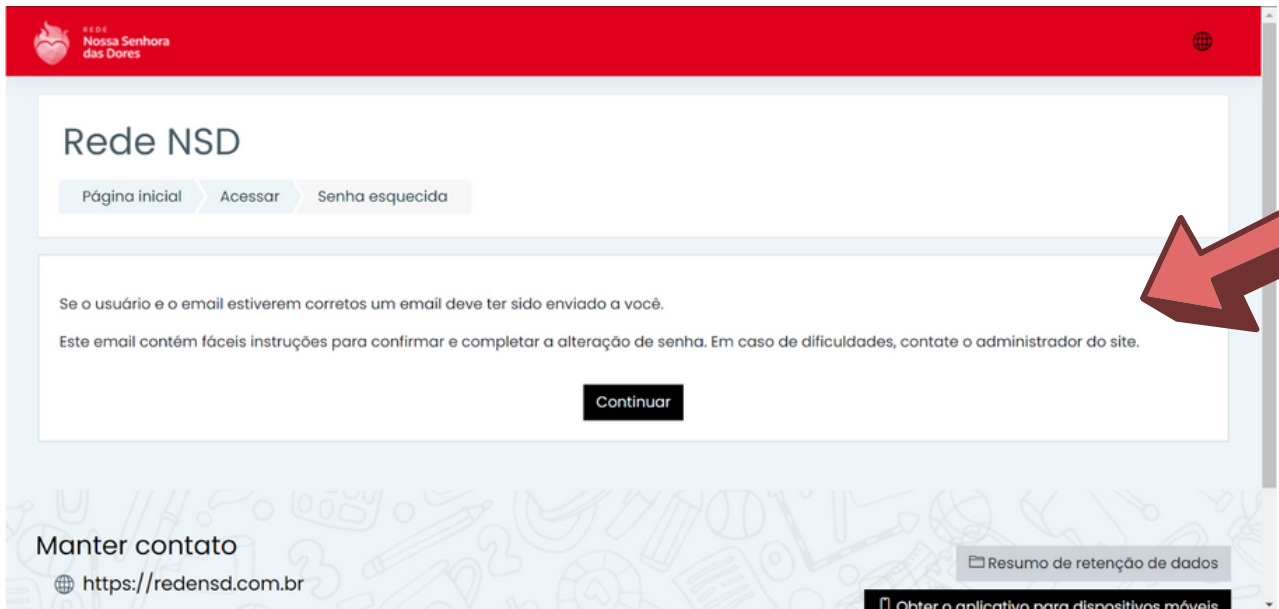 REDE
Nossa Senhora
das Dores
Rede NSD
Página inicial Acessar Senha esquecida
Se o usuário e o email estiverem corretos um email deve ter sido enviado a você.
Este email contém fáceis instruções para confirmar e completar a alteração de senha. Em caso de dificuldades, contate o administrador do site.
Continuar
Manter contato
https://redensd.com.br
Resumo de retenção de dados
Obter o aplicativo para dispositivos móveis